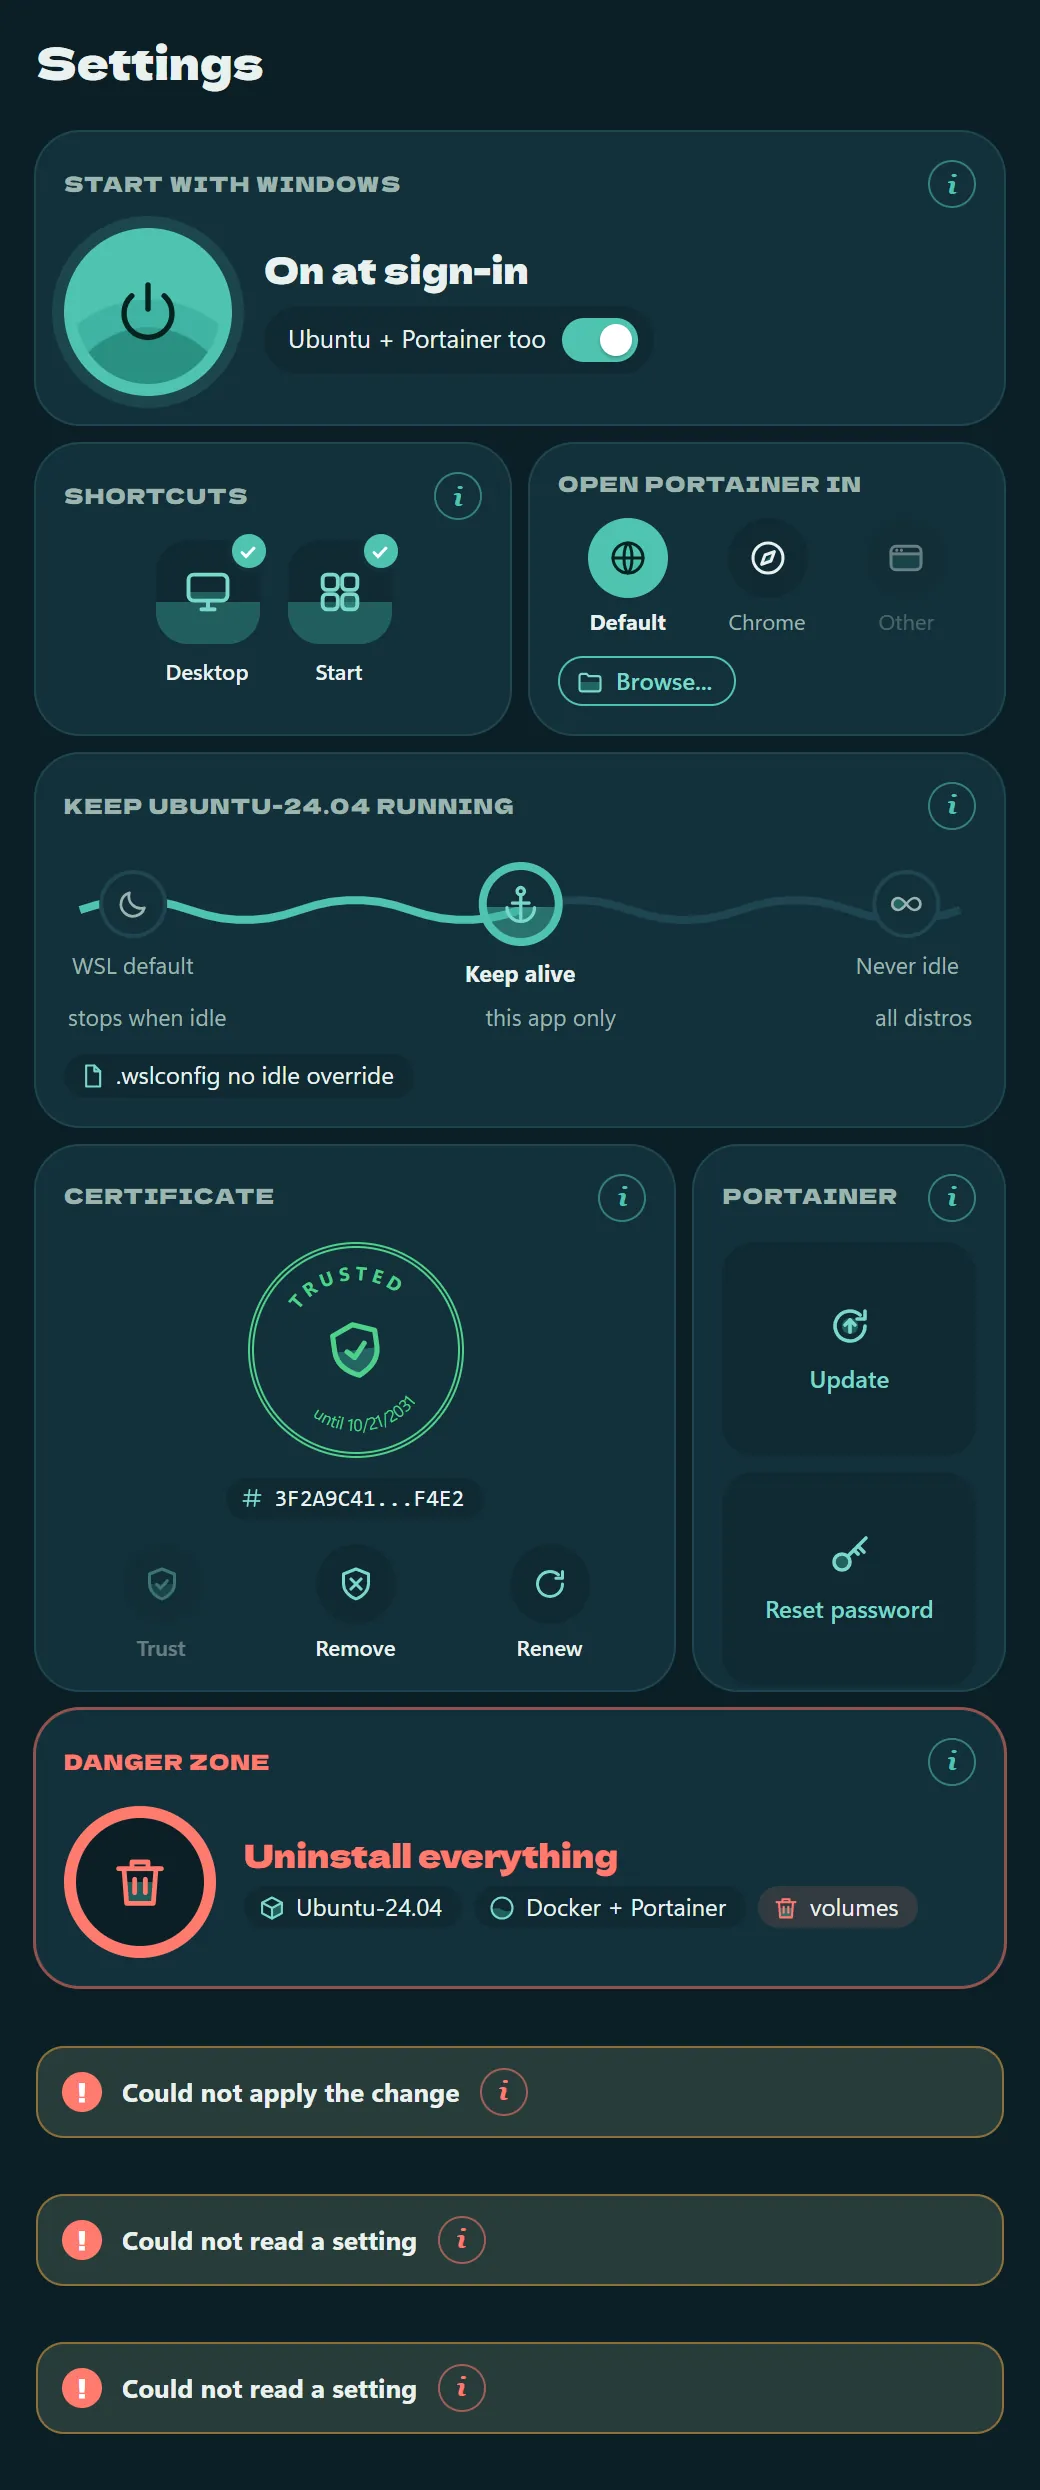 Settings
START WITH WINDOWS
i
On at sign-in
Ubuntu + Portainer too
SHORTCUTS
i
Desktop
Start
OPEN PORTAINER IN
Default
Chrome
Other
Browse...
KEEP UBUNTU-24.04 RUNNING
i
WSL default
Keep alive
Never idle
stops when idle
this app only
all distros
.wslconfig no idle override
CERTIFICATE
i
TRUSTED
until 10/21/2031
# 3F2A9C41...F4E2
Trust
Remove
Renew
PORTAINER
i
Update
Reset password
DANGER ZONE
i
Uninstall everything
Ubuntu-24.04
Docker + Portainer
volumes
! Could not apply the change i
! Could not read a setting i
! Could not read a setting i